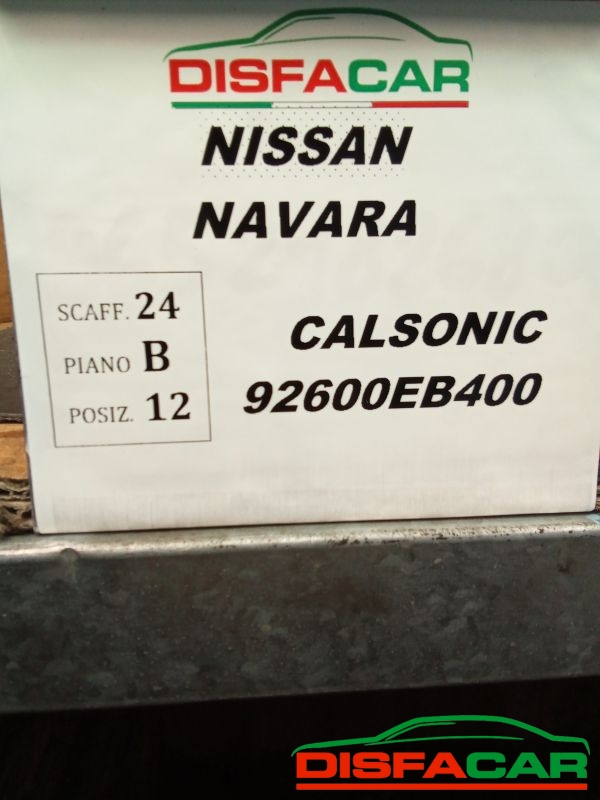 DISFACAR
NISSAN
NAVARA
SCAFF. 24
PIANO B
POSIZ. 12
CALSONIC
92600EB400
DISFACAR